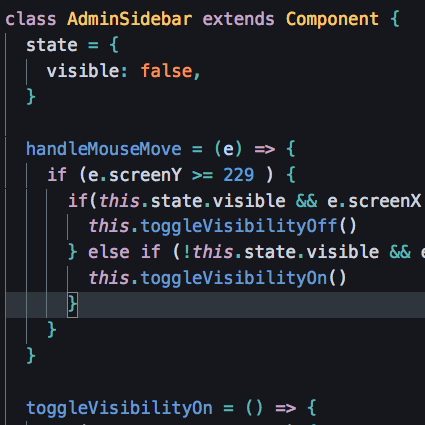 class AdminSidebar extends Component {
state = {
visible: false,
}
handleMouseMove = (e) => {
if (e.screenY >= 229 ) {
if(this.state.visible && e.screenX
this.toggleVisibilityOff()
} else if (!this.state.visible && e
this.toggleVisibilityOn()
}
}
}
toggleVisibilityOn = () => {